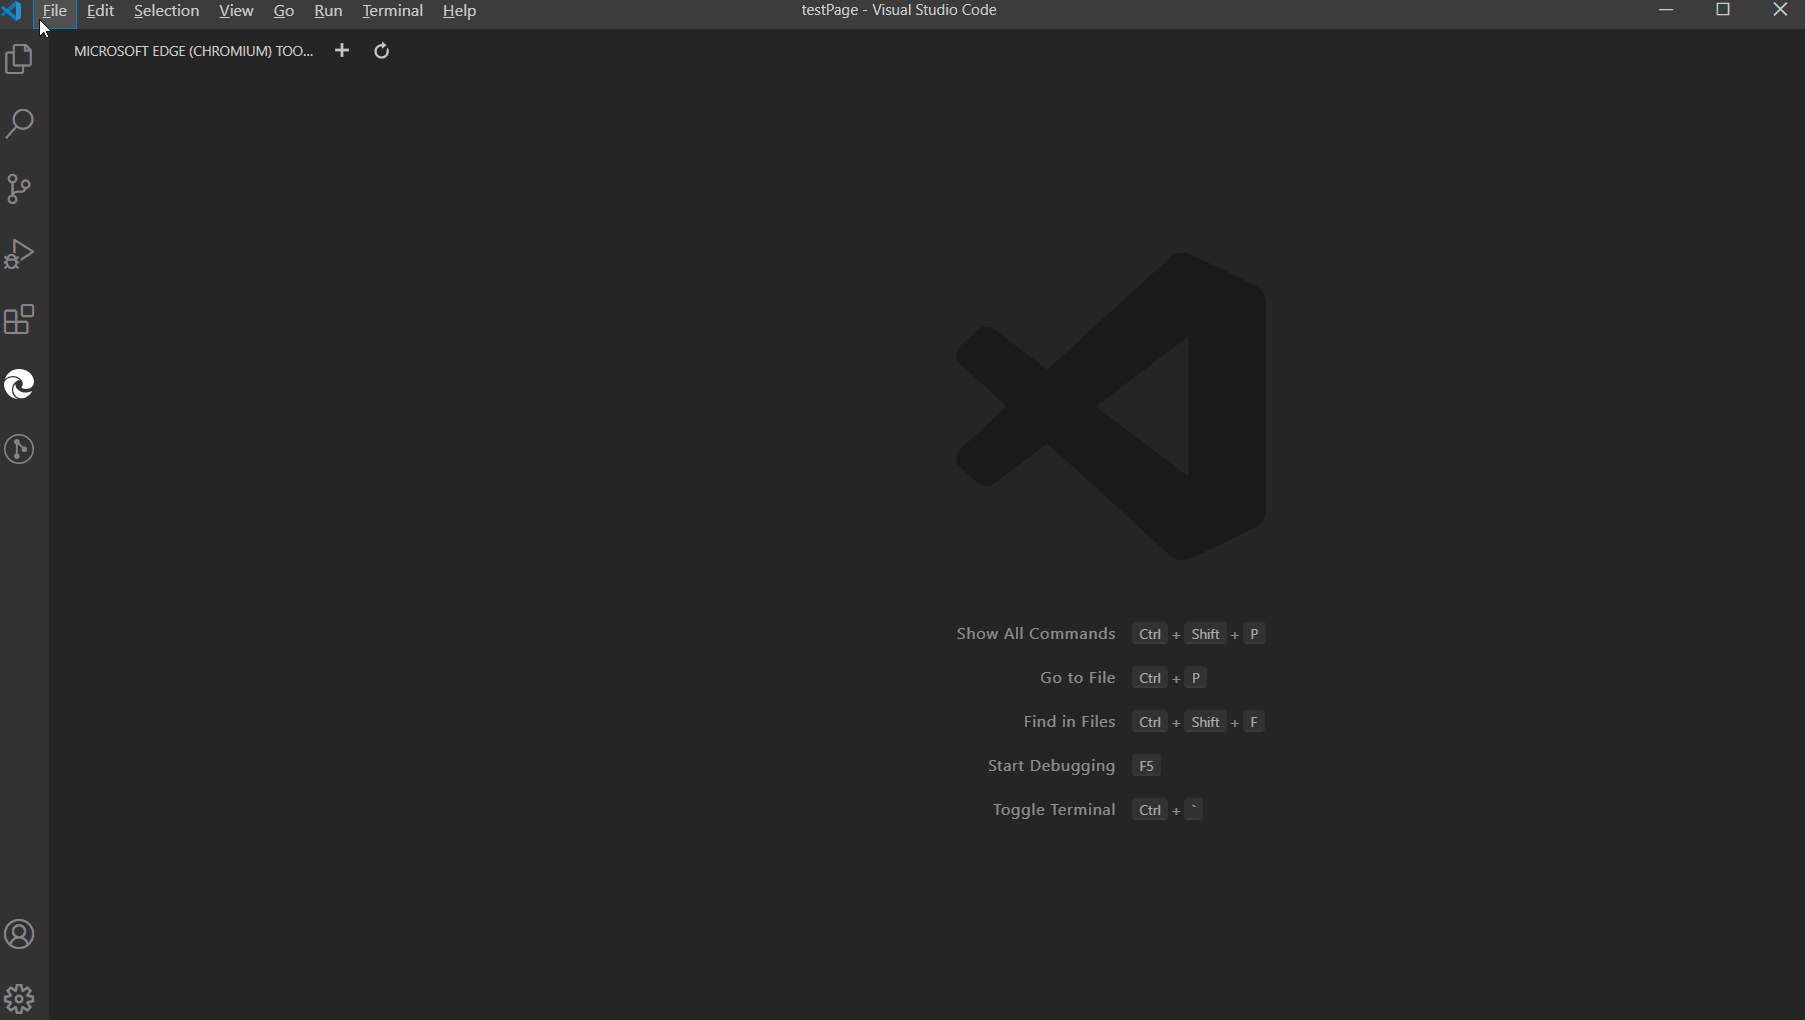 File Edit Selection View Go Run Terminal Help testPage - Visual Studio Code
MICROSOFT EDGE (CHROMIUM) TOO...
Show All Commands Ctrl + Shift + P
Go to File Ctrl + P
Find in Files Ctrl + Shift + F
Start Debugging F5
Toggle Terminal Ctrl + `